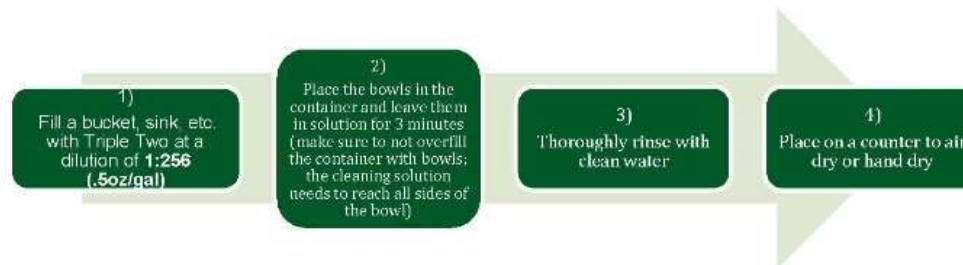 1)
Fill a bucket, sink, etc.
with Triple Two at a
dilution of 1:256
(.5oz/gal)
2)
Place the bowls in the
container and leave them
in solution for 3 minutes
(make sure to not overfill
the container with bowls;
the cleaning solution
needs to reach all sides of
the bowl)
3)
Thoroughly rinse with
clean water
4)
Place on a counter to air
dry or hand dry